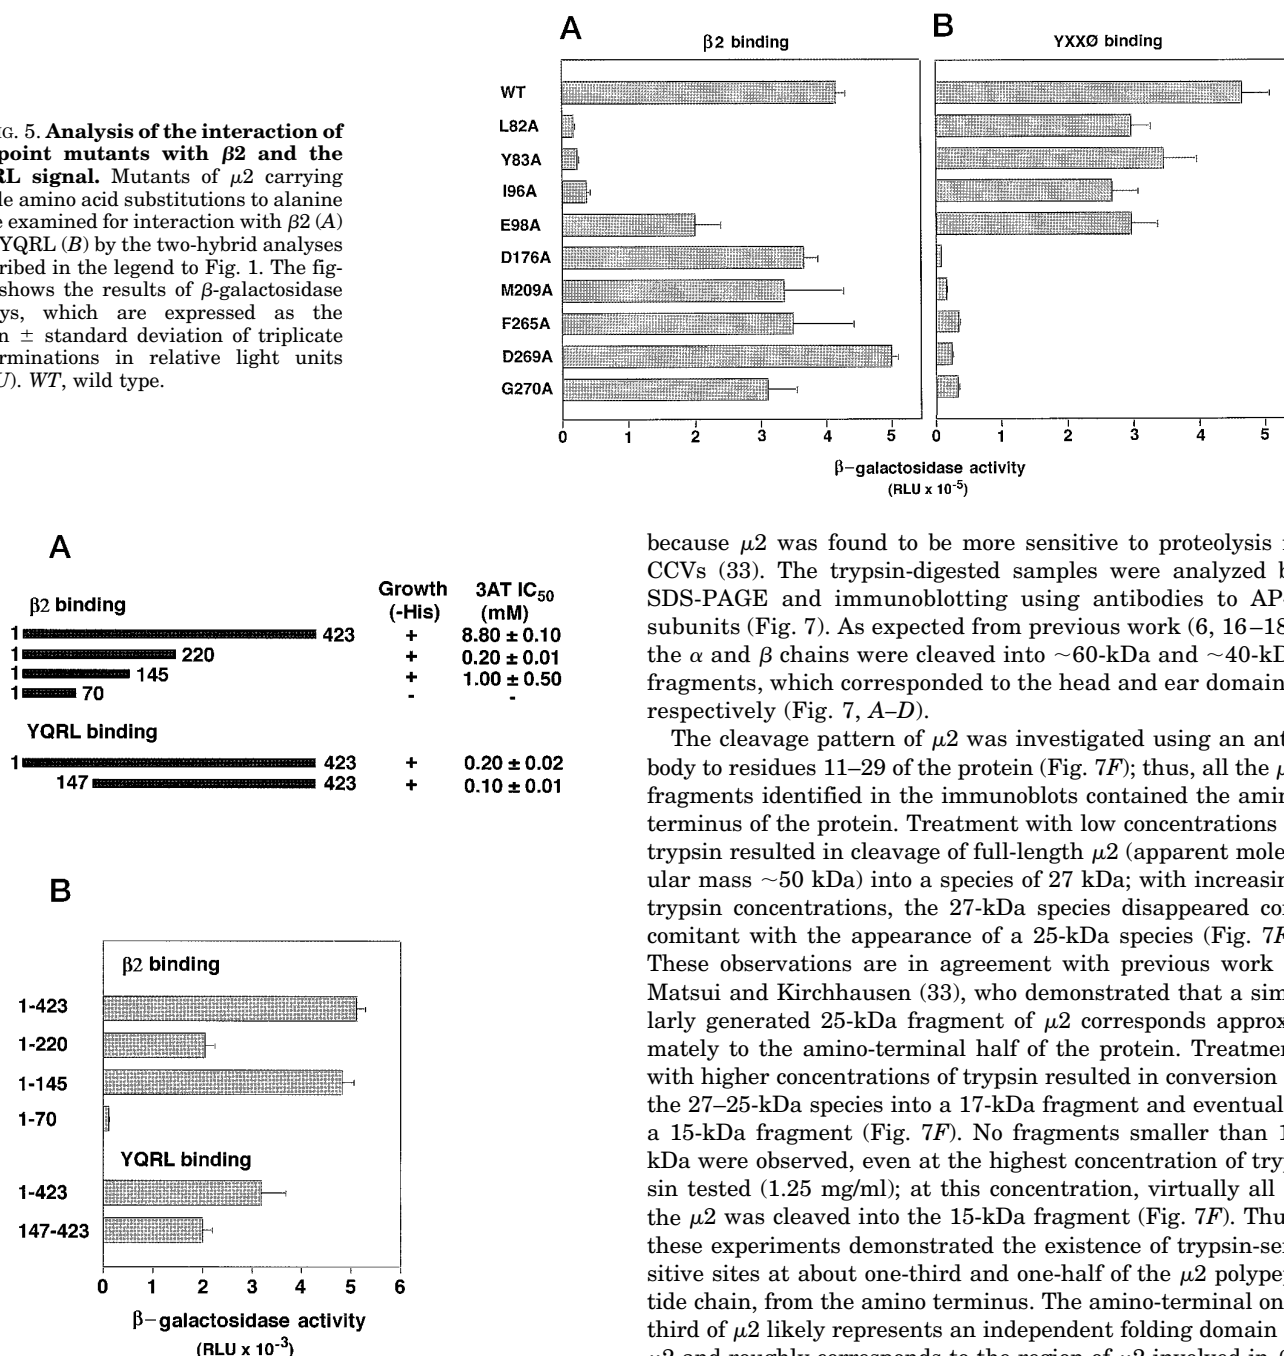 A
β2 binding
WT
L82A
Y83A
I96A
E98A
D176A
M209A
F265A
D269A
G270A
0 1 2 3 4 5
B
YXXØ binding
0 1 2 3 4 5
β-galactosidase activity
(RLU x 10-5)
IG. 5. Analysis of the interaction of
point mutants with β2 and the
RL signal. Mutants of μ2 carrying
le amino acid substitutions to alanine
e examined for interaction with β2 (A)
YQRL (B) by the two-hybrid analyses
ribed in the legend to Fig. 1. The fig-
shows the results of β-galactosidase
ys, which are expressed as the
n ± standard deviation of triplicate
rminations in relative light units
U). WT, wild type.
A
Growth 3AT IC50
(-His) (mM)
β2 binding
1 423 + 8.80 ± 0.10
1 220 + 0.20 ± 0.01
1 145 + 1.00 ± 0.50
1 70 - -
YQRL binding
1 423 + 0.20 ± 0.02
147 423 + 0.10 ± 0.01
B
β2 binding
1-423
1-220
1-145
1-70
YQRL binding
1-423
147-423
0 1 2 3 4 5 6
β-galactosidase activity
(RLU x 10-3)
because μ2 was found to be more sensitive to proteolysis
CCVs (33). The trypsin-digested samples were analyzed b
SDS-PAGE and immunoblotting using antibodies to AP-
subunits (Fig. 7). As expected from previous work (6, 16–18
the α and β chains were cleaved into ~60-kDa and ~40-kD
fragments, which corresponded to the head and ear domain
respectively (Fig. 7, A–D).
The cleavage pattern of μ2 was investigated using an ant
body to residues 11–29 of the protein (Fig. 7F); thus, all the μ
fragments identified in the immunoblots contained the amin
terminus of the protein. Treatment with low concentrations
trypsin resulted in cleavage of full-length μ2 (apparent mole
ular mass ~50 kDa) into a species of 27 kDa; with increasin
trypsin concentrations, the 27-kDa species disappeared co
comitant with the appearance of a 25-kDa species (Fig. 7F
These observations are in agreement with previous work
Matsui and Kirchhausen (33), who demonstrated that a sim
larly generated 25-kDa fragment of μ2 corresponds approx
mately to the amino-terminal half of the protein. Treatmen
with higher concentrations of trypsin resulted in conversion
the 27–25-kDa species into a 17-kDa fragment and eventual
a 15-kDa fragment (Fig. 7F). No fragments smaller than 1
kDa were observed, even at the highest concentration of tryp
sin tested (1.25 mg/ml); at this concentration, virtually all
the μ2 was cleaved into the 15-kDa fragment (Fig. 7F). Thu
these experiments demonstrated the existence of trypsin-se
sitive sites at about one-third and one-half of the μ2 polypep
tide chain, from the amino terminus. The amino-terminal on
third of μ2 likely represents an independent folding domain
μ2 and roughly corresponds to the region of μ2 involved in